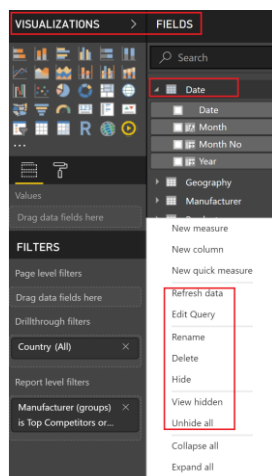 VISUALIZATIONS >
FIELDS
Search
Date
Date
Month
Month No
Year
Geography
Manufacturer
...
Values
Drag data fields here
FILTERS
Page level filters
Drag data fields here
Drillthrough filters
Country (All) ×
Report level filters
Manufacturer (groups) ×
is Top Competitors or...
New measure
New column
New quick measure
Refresh data
Edit Query
Rename
Delete
Hide
View hidden
Unhide all
Collapse all
Expand all